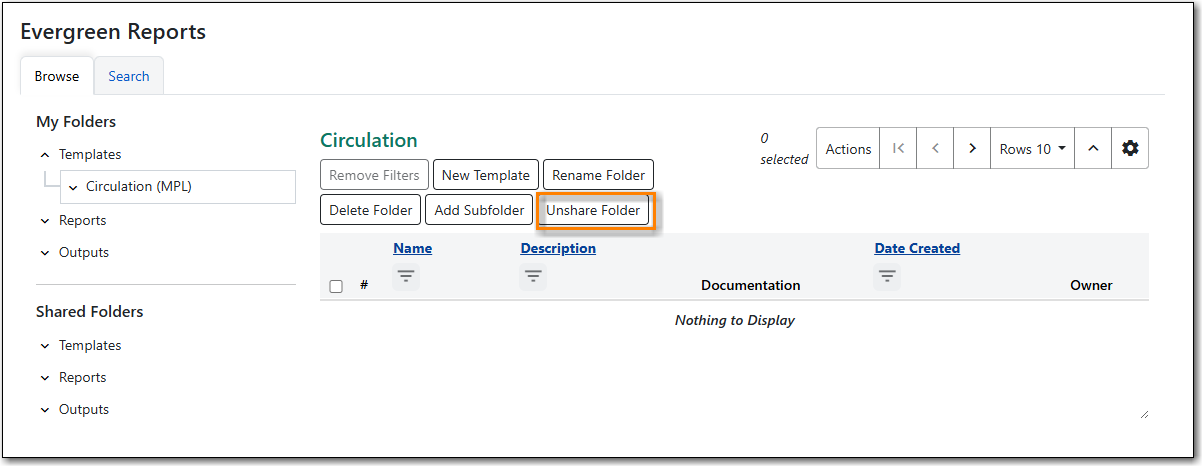 Evergreen Reports
Browse
Search
My Folders
Templates
Circulation (MPL)
Reports
Outputs
Shared Folders
Templates
Reports
Outputs
Circulation
0
selected
Actions
Rows 10
Remove Filters
New Template
Rename Folder
Delete Folder
Add Subfolder
Unshare Folder
# Name Description Documentation Date Created Owner
Nothing to Display